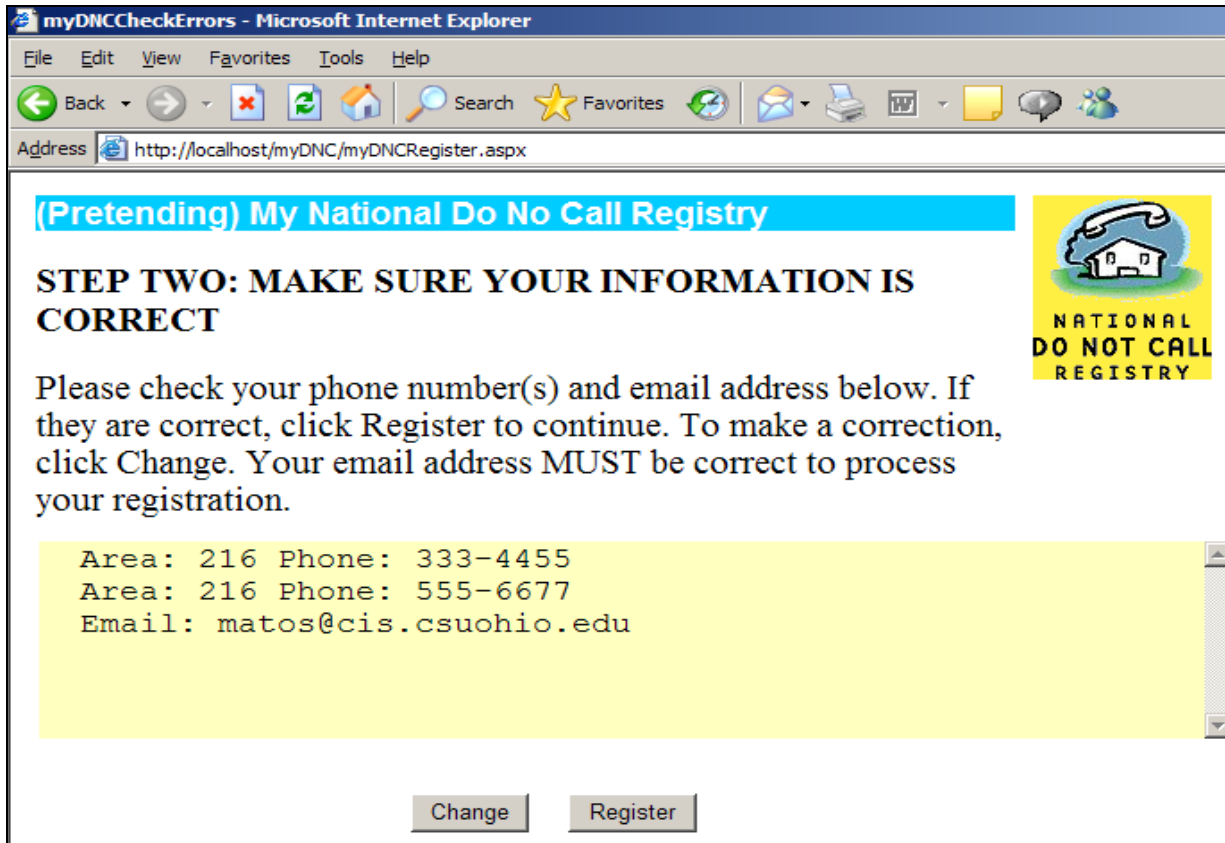 myDNCCheckErrors - Microsoft Internet Explorer
File Edit View Favorites Tools Help
Back Search Favorites
Address http://localhost/myDNC/myDNCRegister.aspx
(Pretending) My National Do No Call Registry
NATIONAL
DO NOT CALL
REGISTRY
STEP TWO: MAKE SURE YOUR INFORMATION IS
CORRECT
Please check your phone number(s) and email address below. If
they are correct, click Register to continue. To make a correction,
click Change. Your email address MUST be correct to process
your registration.
Area: 216 Phone: 333-4455
Area: 216 Phone: 555-6677
Email: matos@cis.csuohio.edu
Change Register